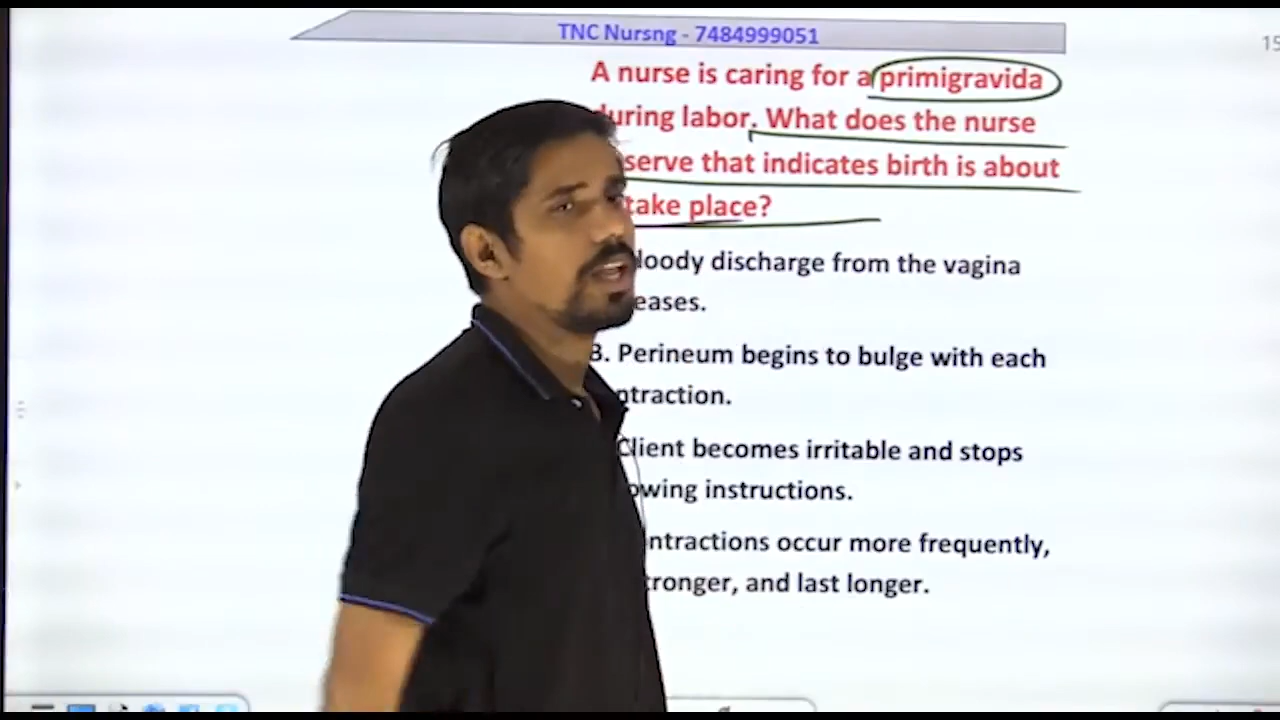 TNC Nursng - 7484999051
15
A nurse is caring for a primigravida
uring labor. What does the nurse
serve that indicates birth is about
take place?
loody discharge from the vagina
eases.
B. Perineum begins to bulge with each
ntraction.
Client becomes irritable and stops
owing instructions.
ntractions occur more frequently,
tronger, and last longer.